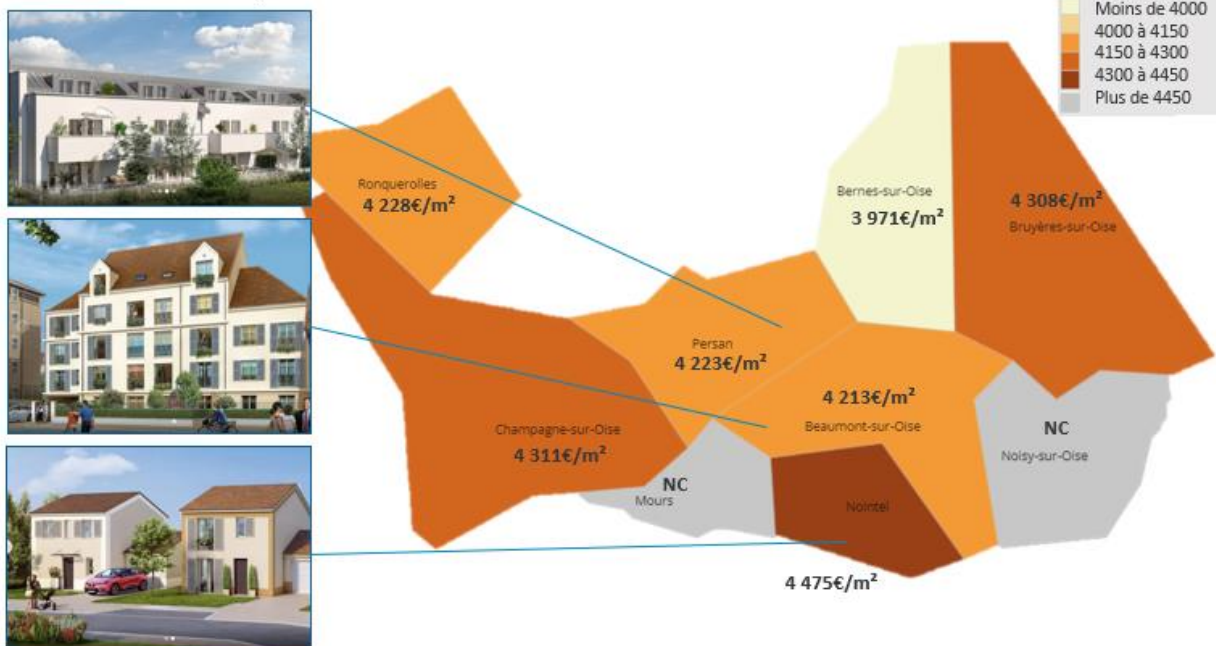 Moins de 4000
4000 à 4150
4150 à 4300
4300 à 4450
Plus de 4450
Ronquerolles
4 228€/m²
Bernes-sur-Oise
3 971€/m²
4 308€/m²
Bruyères-sur-Oise
Persan
4 223€/m²
4 213€/m²
Beaumont-sur-Oise
Champagne-sur-Oise
4 311€/m²
NC
Noisy-sur-Oise
NC
Mours
Nointel
4 475€/m²